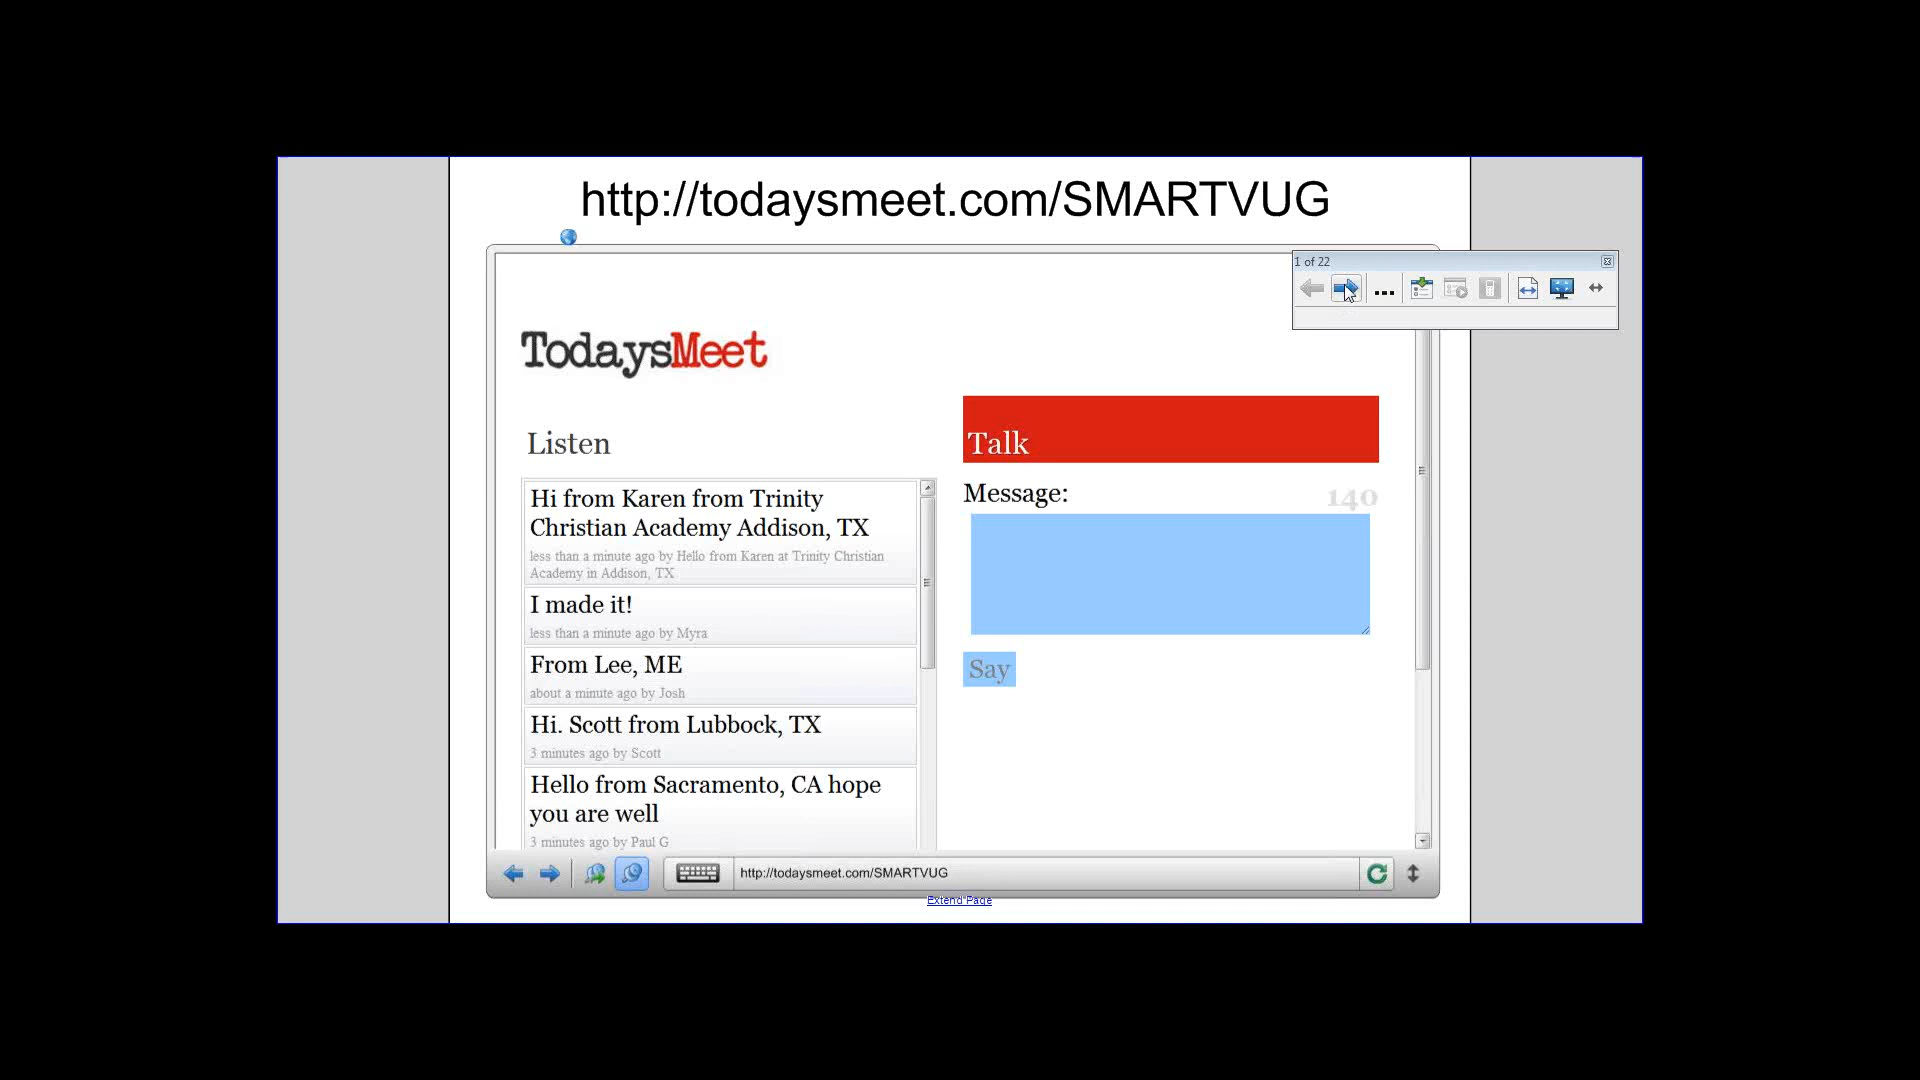 http://todaysmeet.com/SMARTVUG
1 of 22
TodaysMeet
Listen
Talk
Hi from Karen from Trinity
Christian Academy Addison, TX
less than a minute ago by Hello from Karen at Trinity Christian
Academy in Addison, TX
I made it!
less than a minute ago by Myra
From Lee, ME
about a minute ago by Josh
Hi. Scott from Lubbock, TX
3 minutes ago by Scott
Hello from Sacramento, CA hope
you are well
3 minutes ago by Paul G
Message:
140
Say
http://todaysmeet.com/SMARTVUG
Extend Page